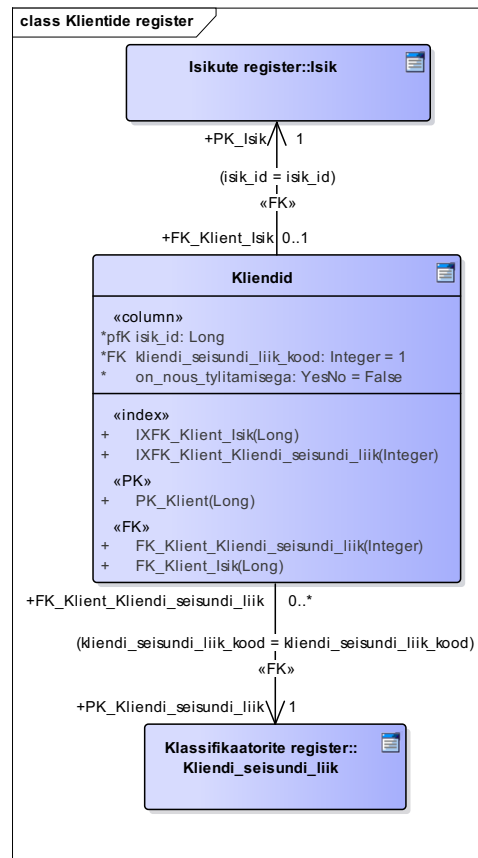 class Klientide register
Isikute register::Isik
+PK_Isik 1
(isik_id = isik_id)
«FK»
+FK_Klient_Isik 0..1
Kliendid
«column»
*pfK isik_id: Long
*FK kliendi_seisundi_liik_kood: Integer = 1
* on_nous_tylitamisega: YesNo = False
«index»
+ IXFK_Klient_Isik(Long)
+ IXFK_Klient_Kliendi_seisundi_liik(Integer)
«PK»
+ PK_Klient(Long)
«FK»
+ FK_Klient_Kliendi_seisundi_liik(Integer)
+ FK_Klient_Isik(Long)
+FK_Klient_Kliendi_seisundi_liik 0..*
(kliendi_seisundi_liik_kood = kliendi_seisundi_liik_kood)
«FK»
+PK_Kliendi_seisundi_liik 1
Klassifikaatorite register::
Kliendi_seisundi_liik